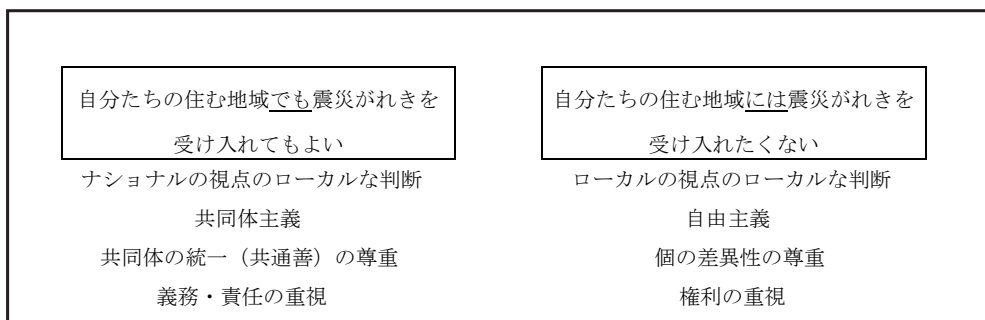 自分たちの住む地域でも震災がれきを
受け入れてもよい
ナショナルの視点のローカルな判断
共同体主義
共同体の統一（共通善）の尊重
義務・責任の重視
自分たちの住む地域には震災がれきを
受け入れたくない
ローカルの視点のローカルな判断
自由主義
個の差異性の尊重
権利の重視